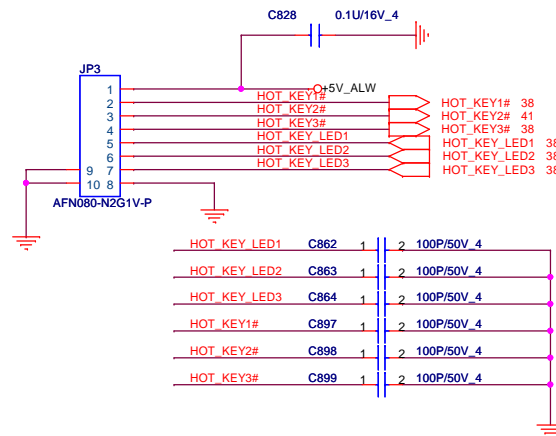 C828 0.1U/16V_4
JP3
1 +5V_ALW
2 HOT_KEY1# HOT_KEY1# 38
3 HOT_KEY2# HOT_KEY2# 41
4 HOT_KEY3# HOT_KEY3# 38
5 HOT_KEY_LED1 HOT_KEY_LED1 38
6 HOT_KEY_LED2 HOT_KEY_LED2 38
9 7 HOT_KEY_LED3 HOT_KEY_LED3 38
10 8
AFN080-N2G1V-P
HOT_KEY_LED1 C862 1 2 100P/50V_4
HOT_KEY_LED2 C863 1 2 100P/50V_4
HOT_KEY_LED3 C864 1 2 100P/50V_4
HOT_KEY1# C897 1 2 100P/50V_4
HOT_KEY2# C898 1 2 100P/50V_4
HOT_KEY3# C899 1 2 100P/50V_4